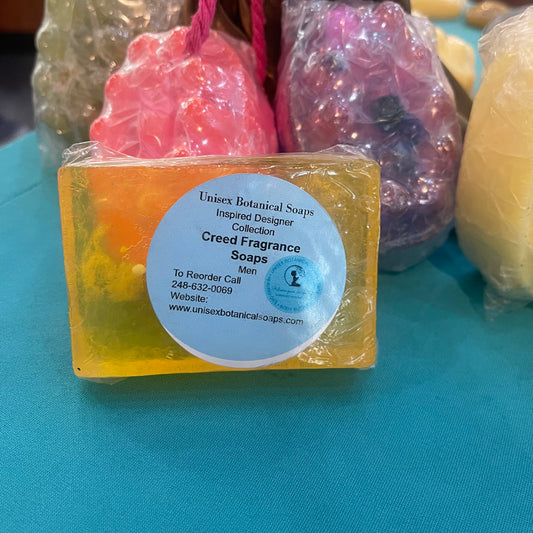 Unisex Botanical Soaps
Inspired Designer
Collection
Creed Fragrance
Soaps
Men
To Reorder Call
248-632-0069
Website:
www.unisexbotanicalsoaps.com